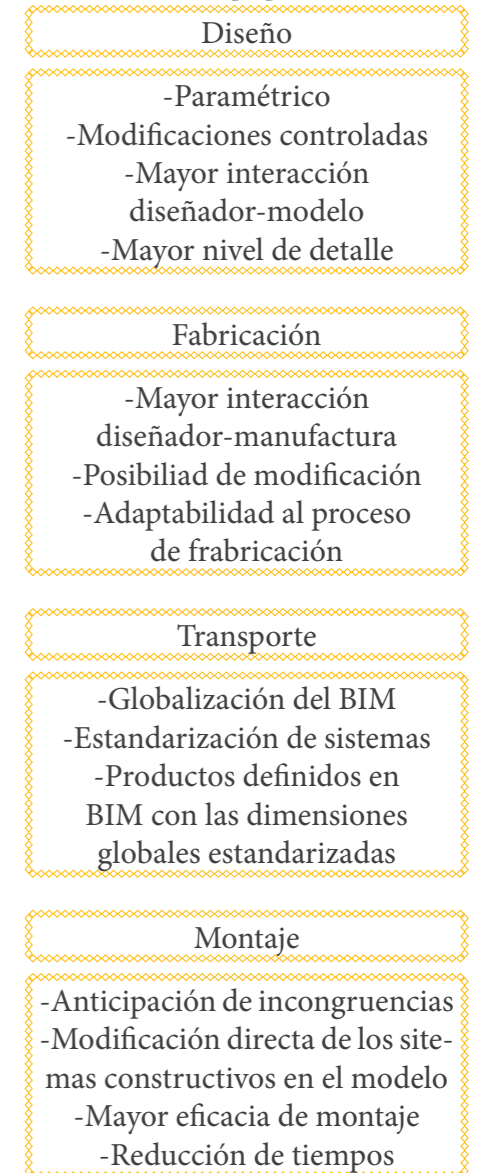 Diseño
-Paramétrico
-Modificaciones controladas
-Mayor interacción
diseñador-modelo
-Mayor nivel de detalle
Fabricación
-Mayor interacción
diseñador-manufactura
-Posibiliad de modificación
-Adaptabilidad al proceso
de frabricación
Transporte
-Globalización del BIM
-Estandarización de sistemas
-Productos definidos en
BIM con las dimensiones
globales estandarizadas
Montaje
-Anticipación de incongruencias
-Modificación directa de los site-
mas constructivos en el modelo
-Mayor eficacia de montaje
-Reducción de tiempos